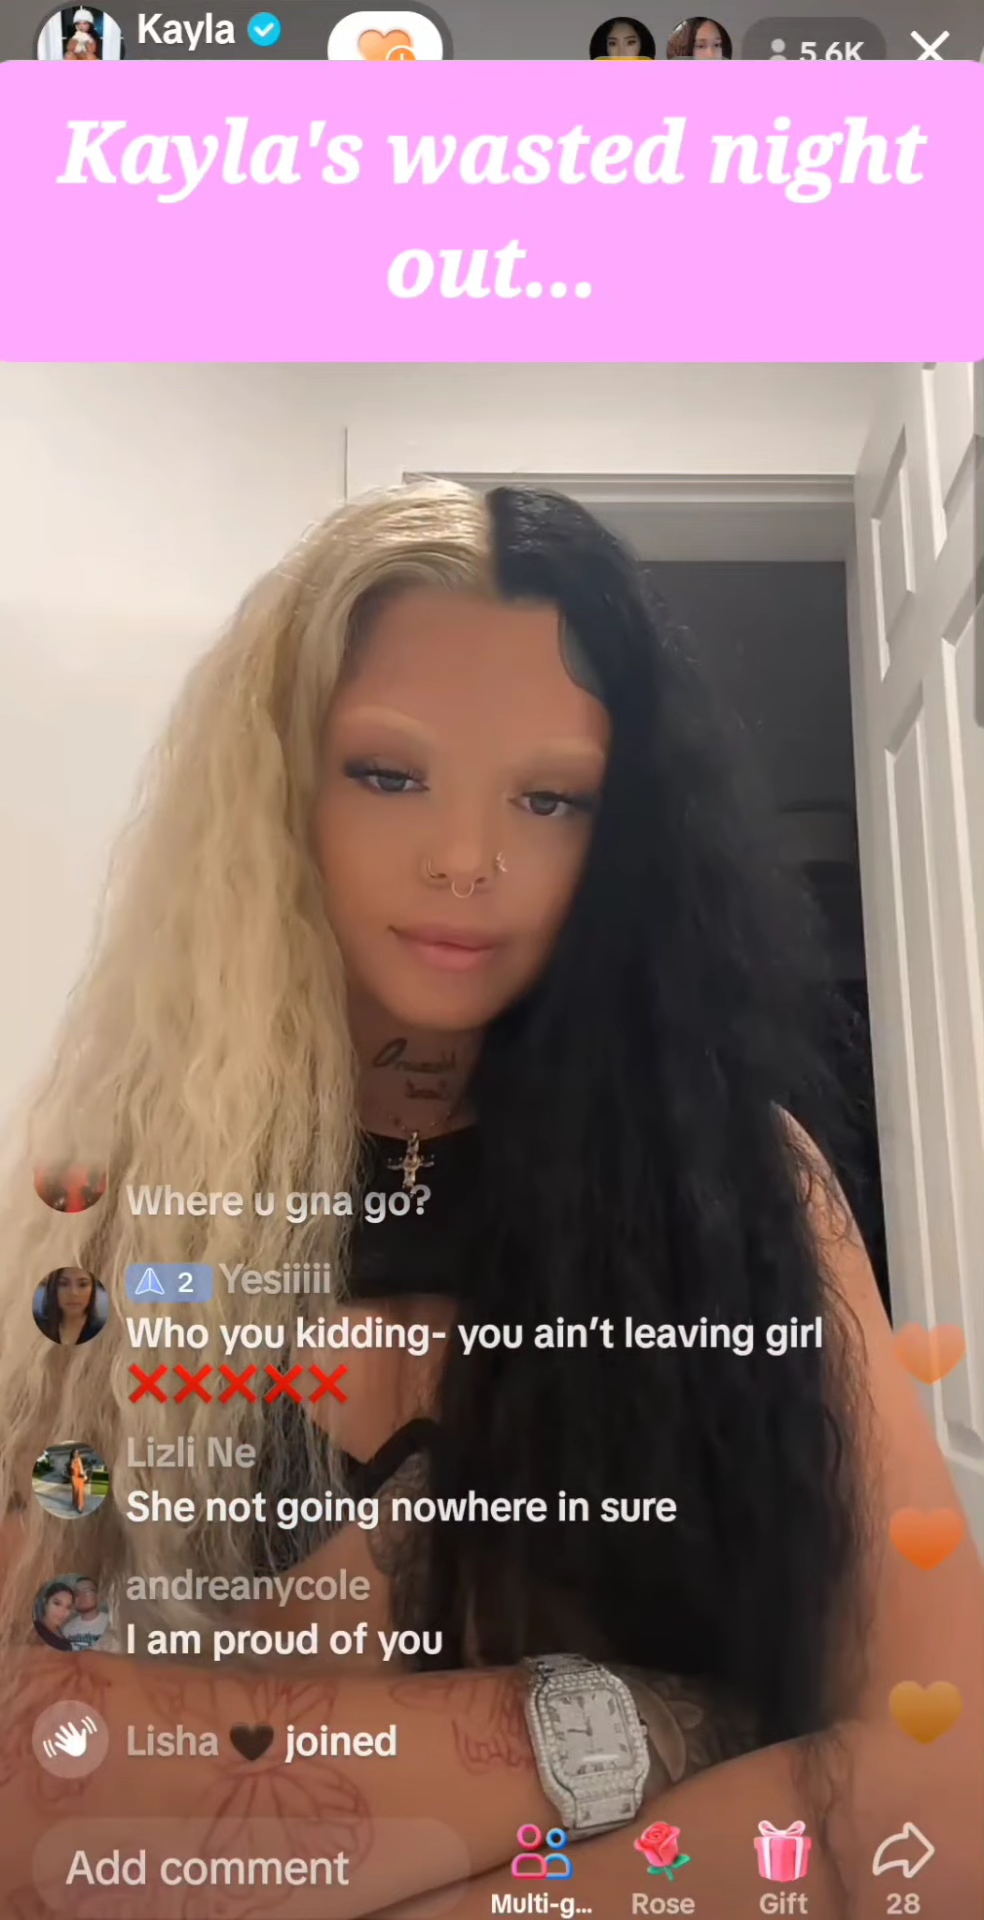 Kayla
5.6K
Kayla's wasted night
out...
Where u gna go?
2 Yesiiiii
Who you kidding- you ain't leaving girl
❌❌❌❌❌
Lizli Ne
She not going nowhere in sure
andreanycole
I am proud of you
Lisha 🖤 joined
Add comment
Multi-g...
Rose
Gift
28